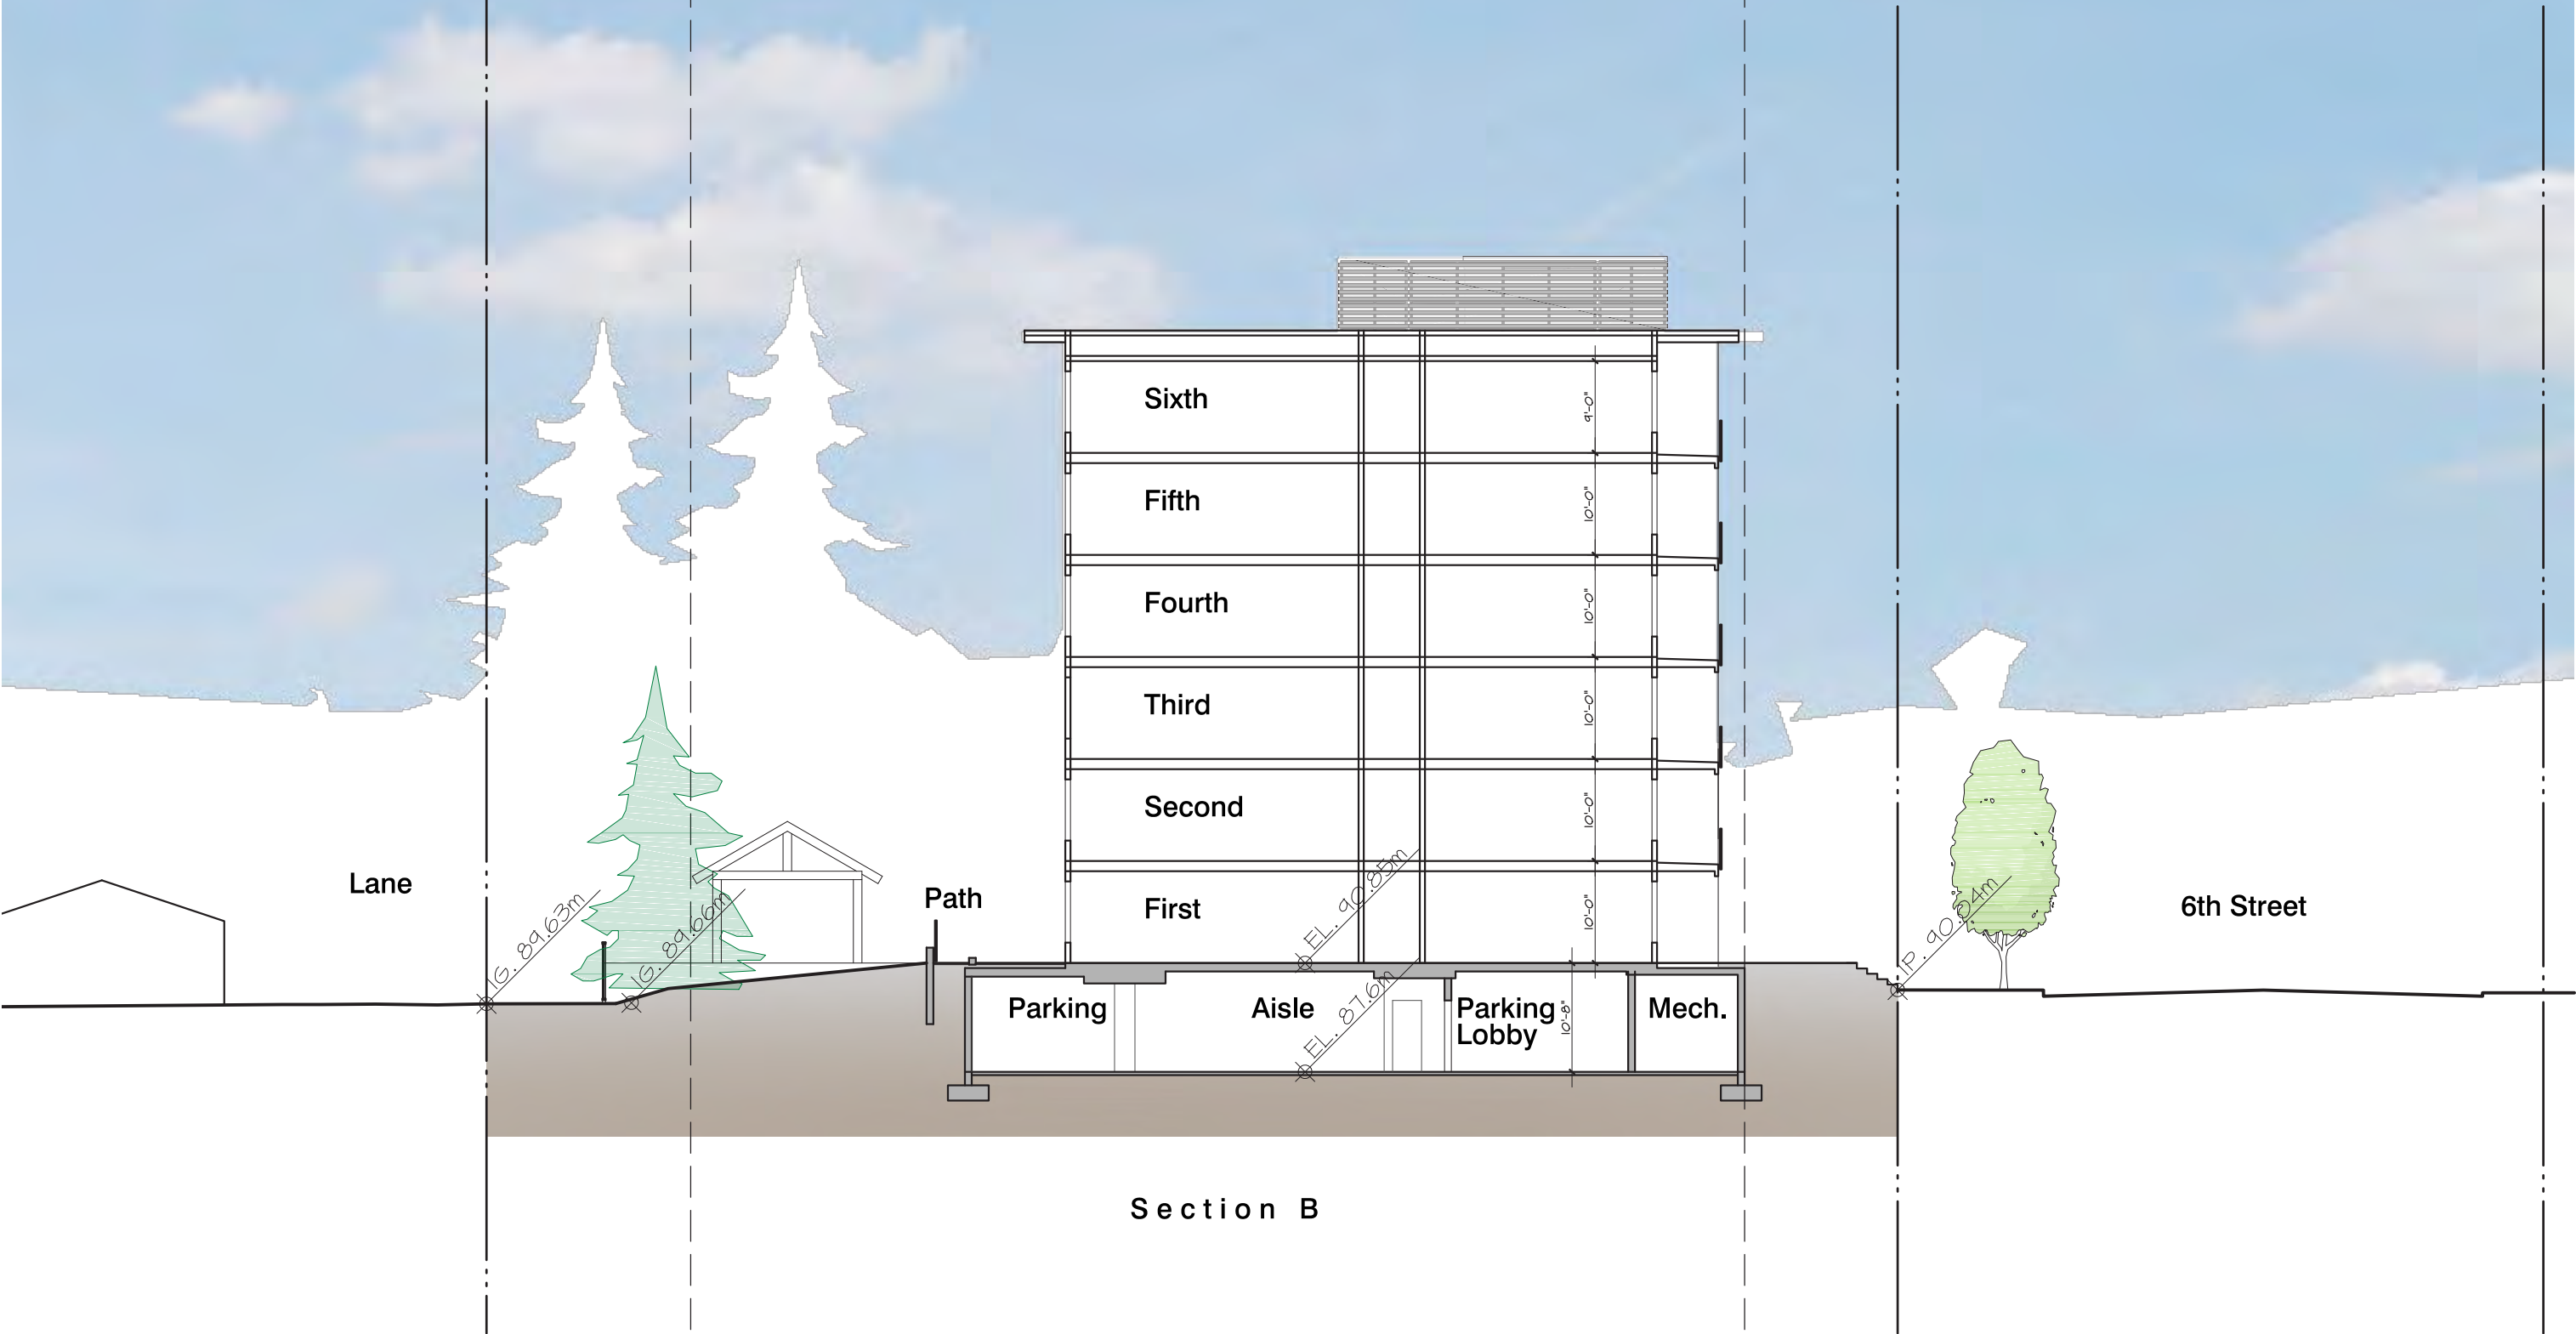 Sixth
9'-0"
Fifth
10'-0"
Fourth
10'-0"
Third
10'-0"
Second
10'-0"
Lane
Path
First
10'-0"
6th Street
IG. 89.63m
IG. 89.66m
EL. 90.85m
IP. 90.04m
Parking
Aisle
EL. 87.6m
Parking
Lobby
10'-8"
Mech.
Section B